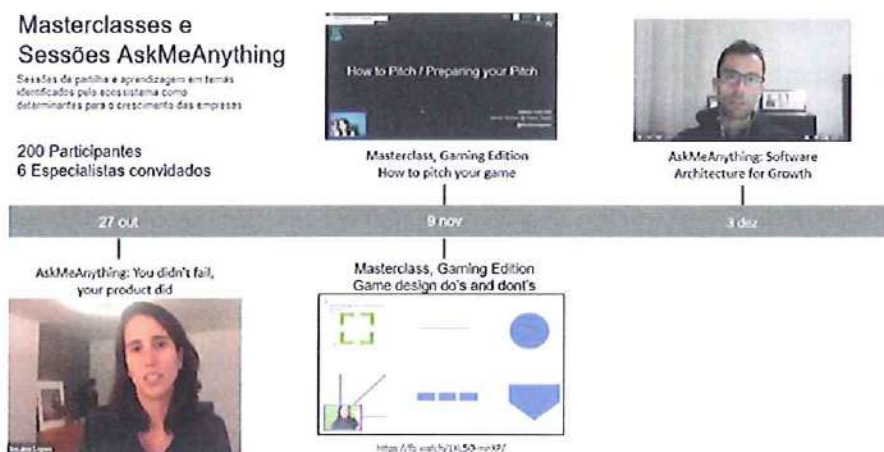 Masterclasses e
Sessões AskMeAnything
Sessões de partilha e aprendizagem em temas
identificados pelo ecossistema como
determinantes para o crescimento das empresas
200 Participantes
6 Especialistas convidados
How to Pitch / Preparing your Pitch
Masterclass, Gaming Edition
How to pitch your game
AskMeAnything: Software
Architecture for Growth
27 out
9 nov
3 dez
AskMeAnything: You didn't fail,
your product did
Masterclass, Gaming Edition
Game design do's and dont's